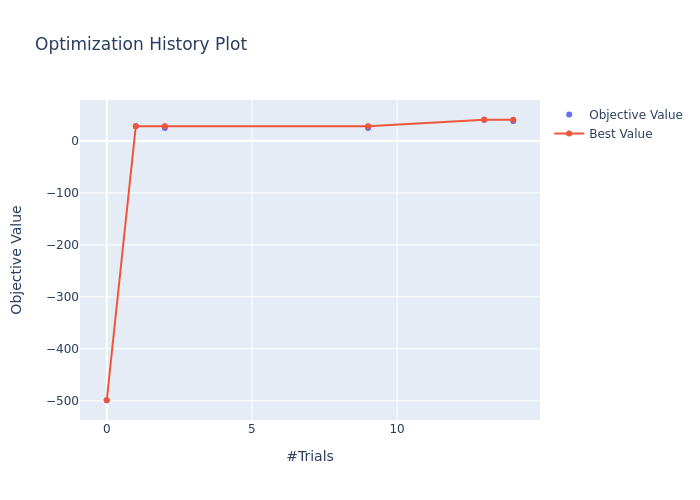 Optimization History Plot
Objective Value
Best Value
0
−100
−200
−300
−400
−500
Objective Value
0
5
10
#Trials